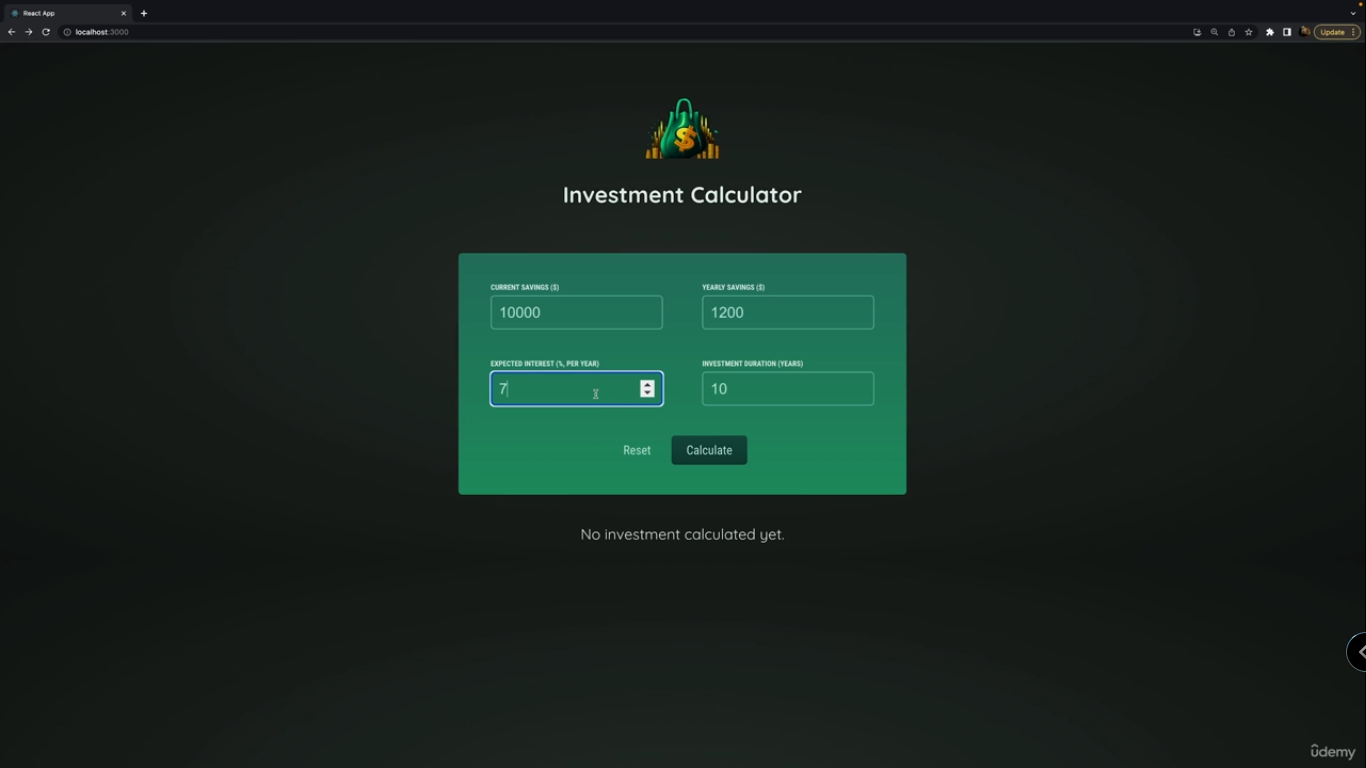 React App
localhost:3000
Update
$
Investment Calculator
CURRENT SAVINGS ($)
YEARLY SAVINGS ($)
10000
1200
EXPECTED INTEREST (%, PER YEAR)
INVESTMENT DURATION (YEARS)
7
10
Reset
Calculate
No investment calculated yet.
ûdemy